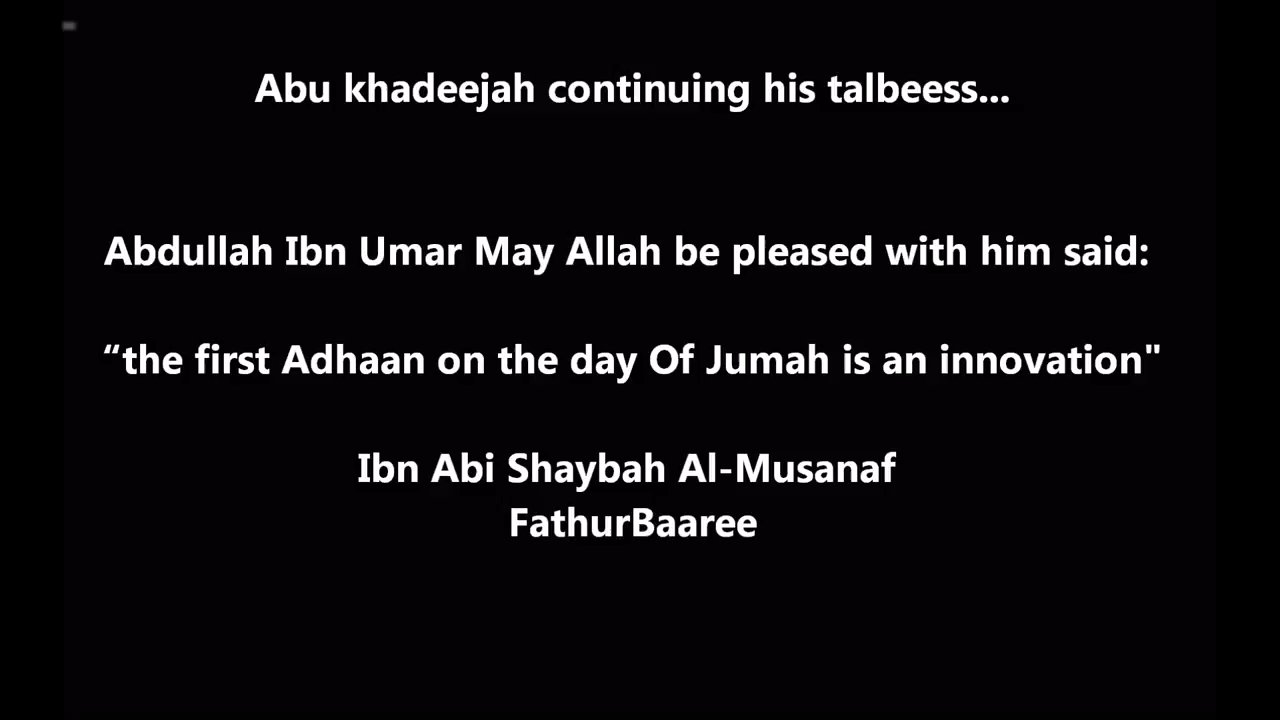 Abu khadeejah continuing his talbeess...
Abdullah Ibn Umar May Allah be pleased with him said:
“the first Adhaan on the day Of Jumah is an innovation"
Ibn Abi Shaybah Al-Musanaf
FathurBaaree